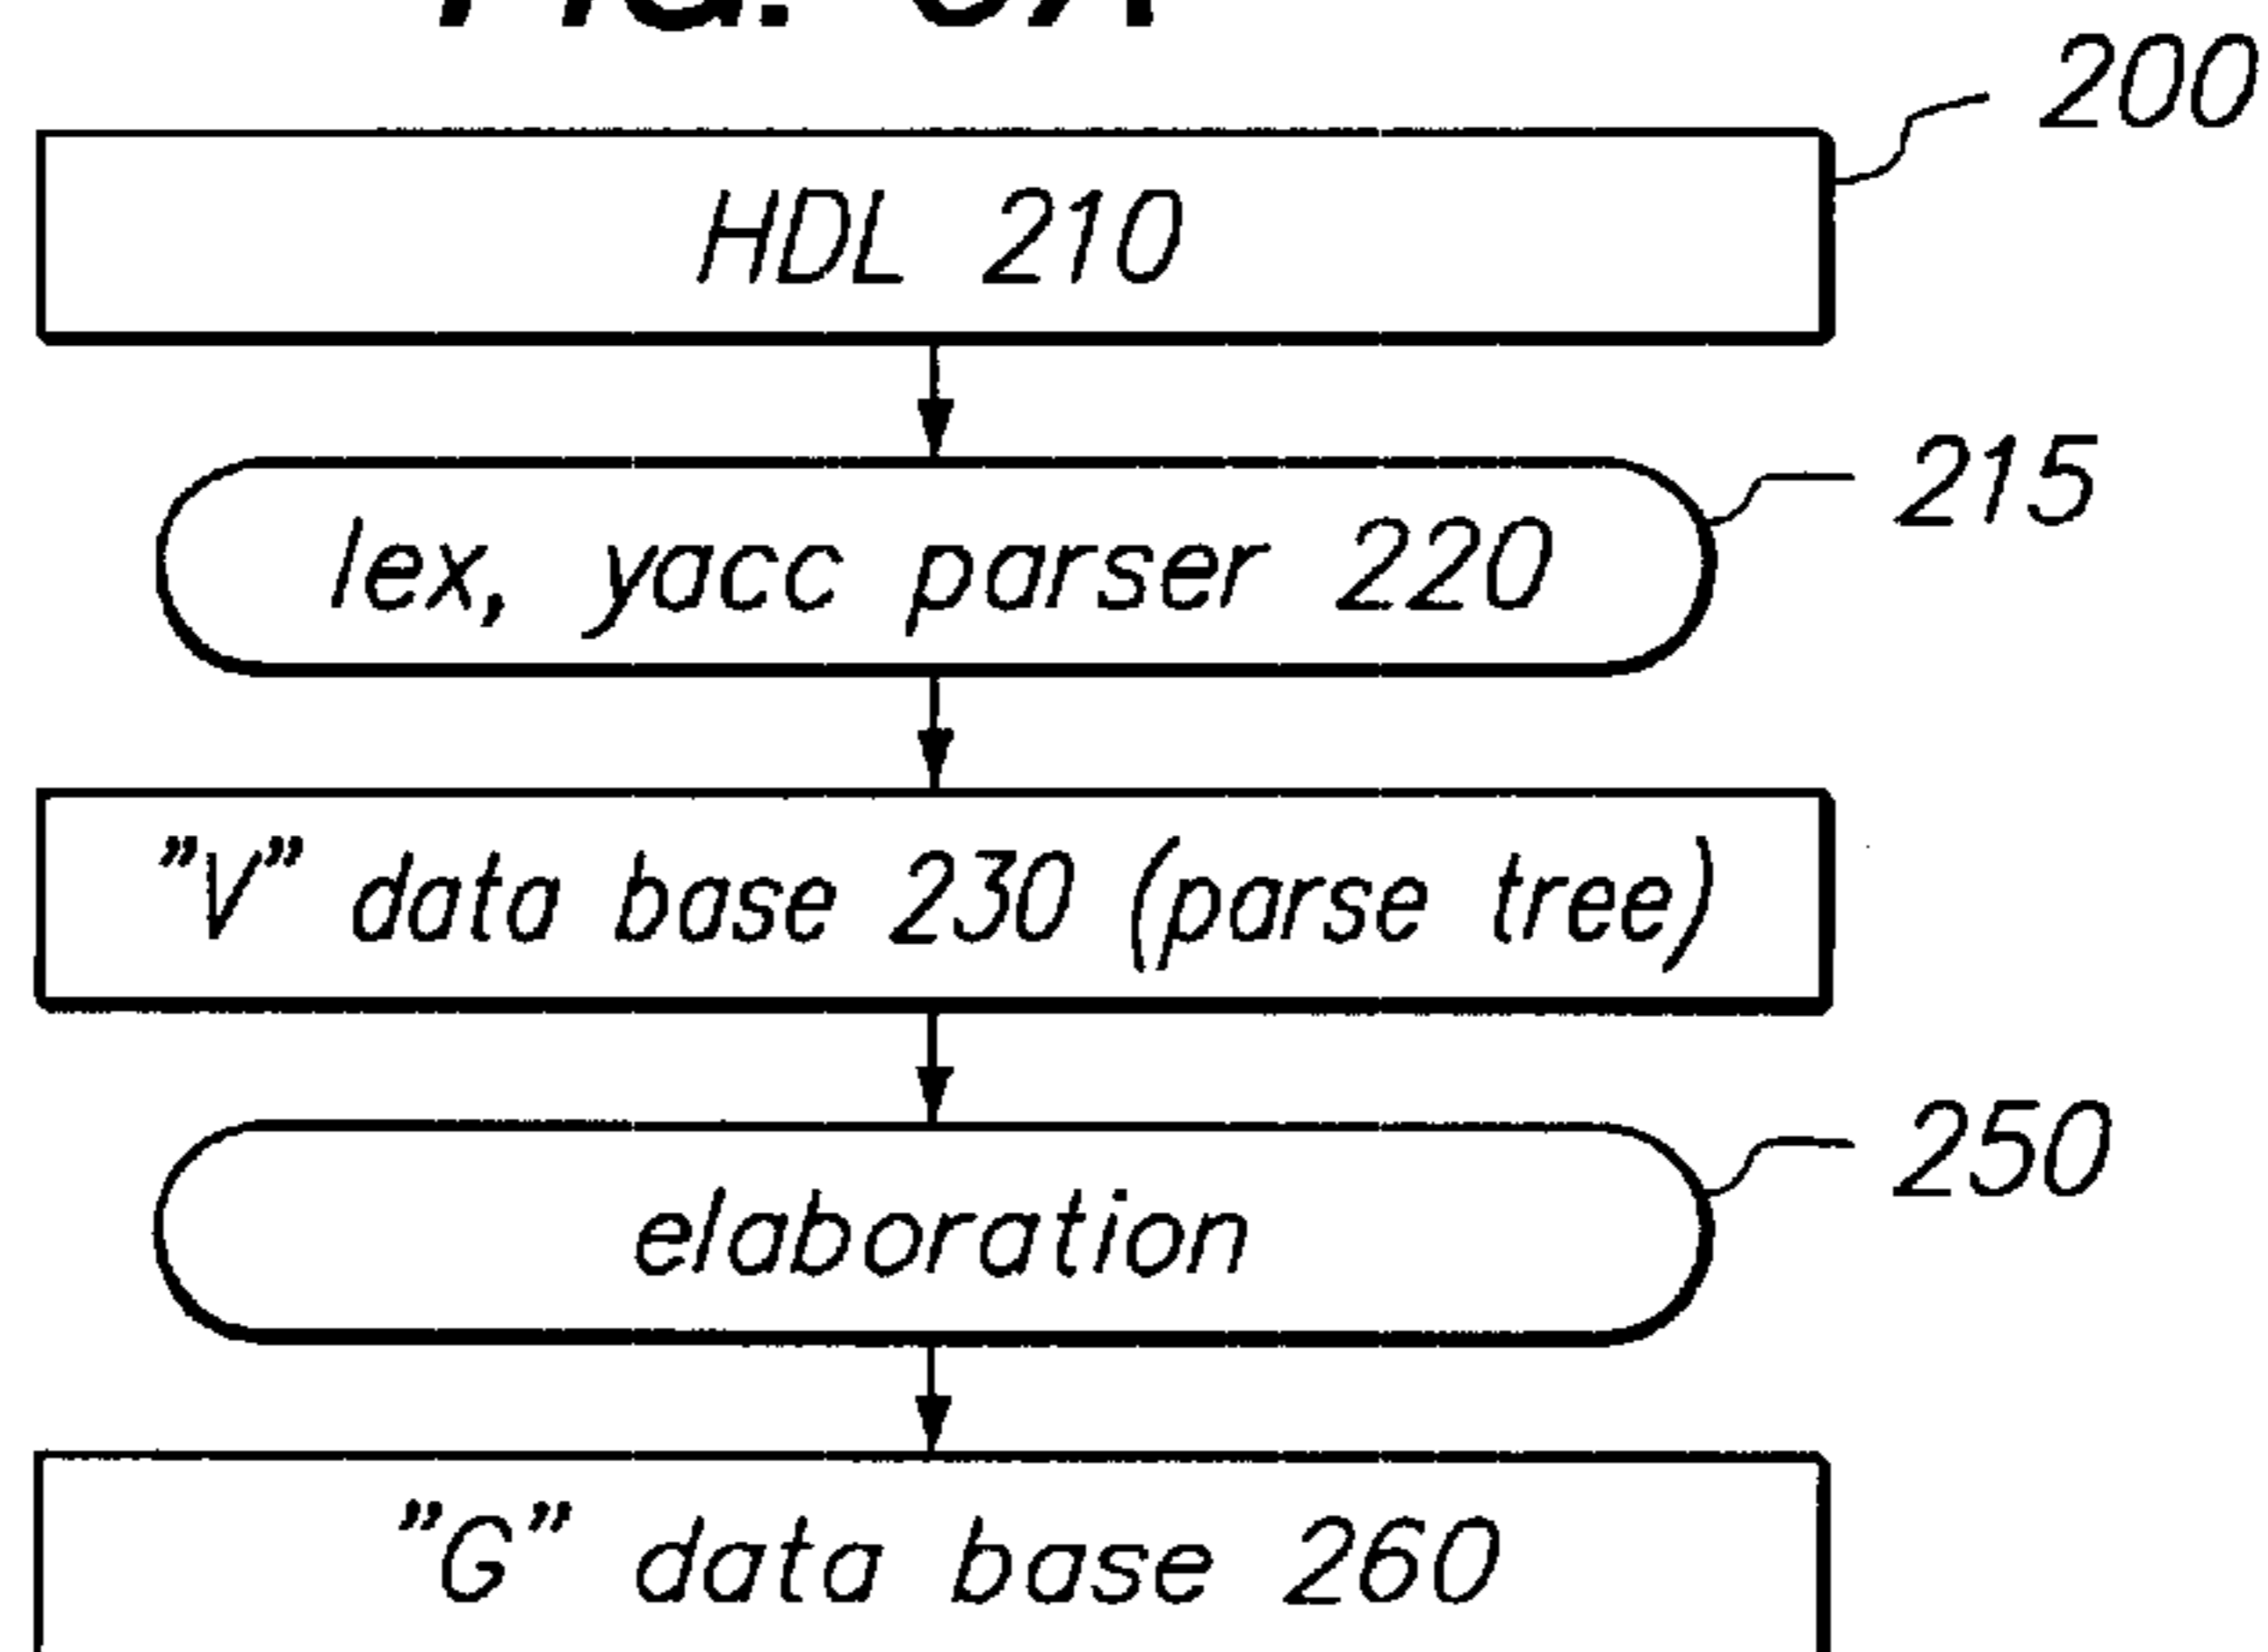 200
HDL 210
215
lex, yacc parser 220
"V" data base 230 (parse tree)
250
elaboration
"G" data base 260